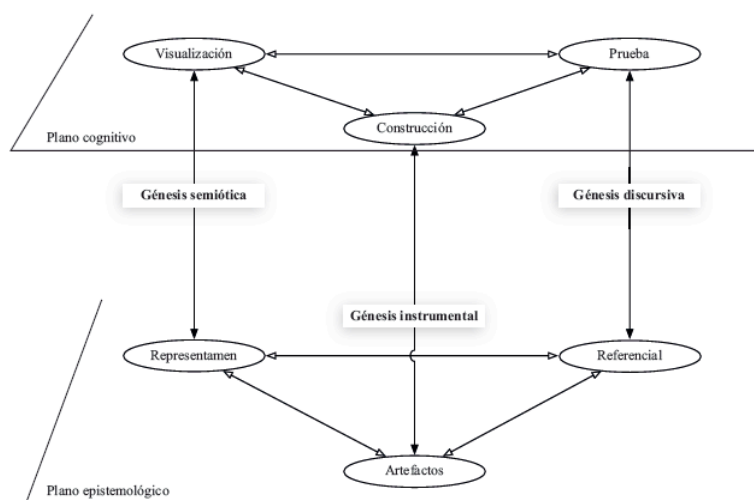 Visualización
Prueba
Construcción
Plano cognitivo
Génesis semiótica
Génesis discursiva
Génesis instrumental
Representamen
Referencial
Artefactos
Plano epistemológico